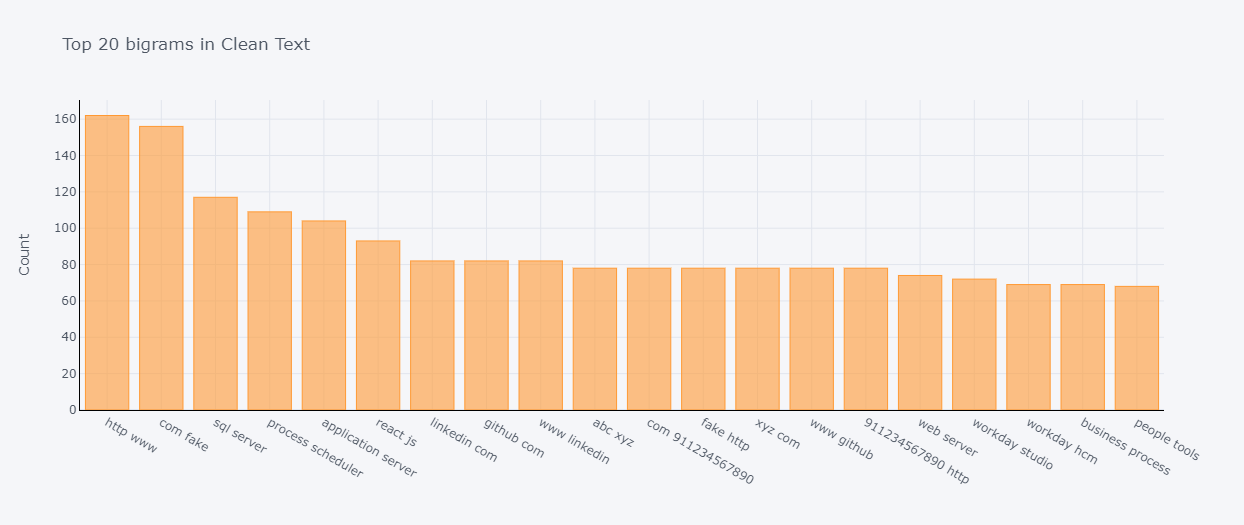 Top 20 bigrams in Clean Text
Count
160
140
120
100
80
60
40
20
0
http www
com fake
sql server
process scheduler
application server
react js
linkedin com
github com
www linkedin
abc xyz
com 911234567890
fake http
xyz com
www github
911234567890 http
web server
workday studio
workday hcm
business process
people tools